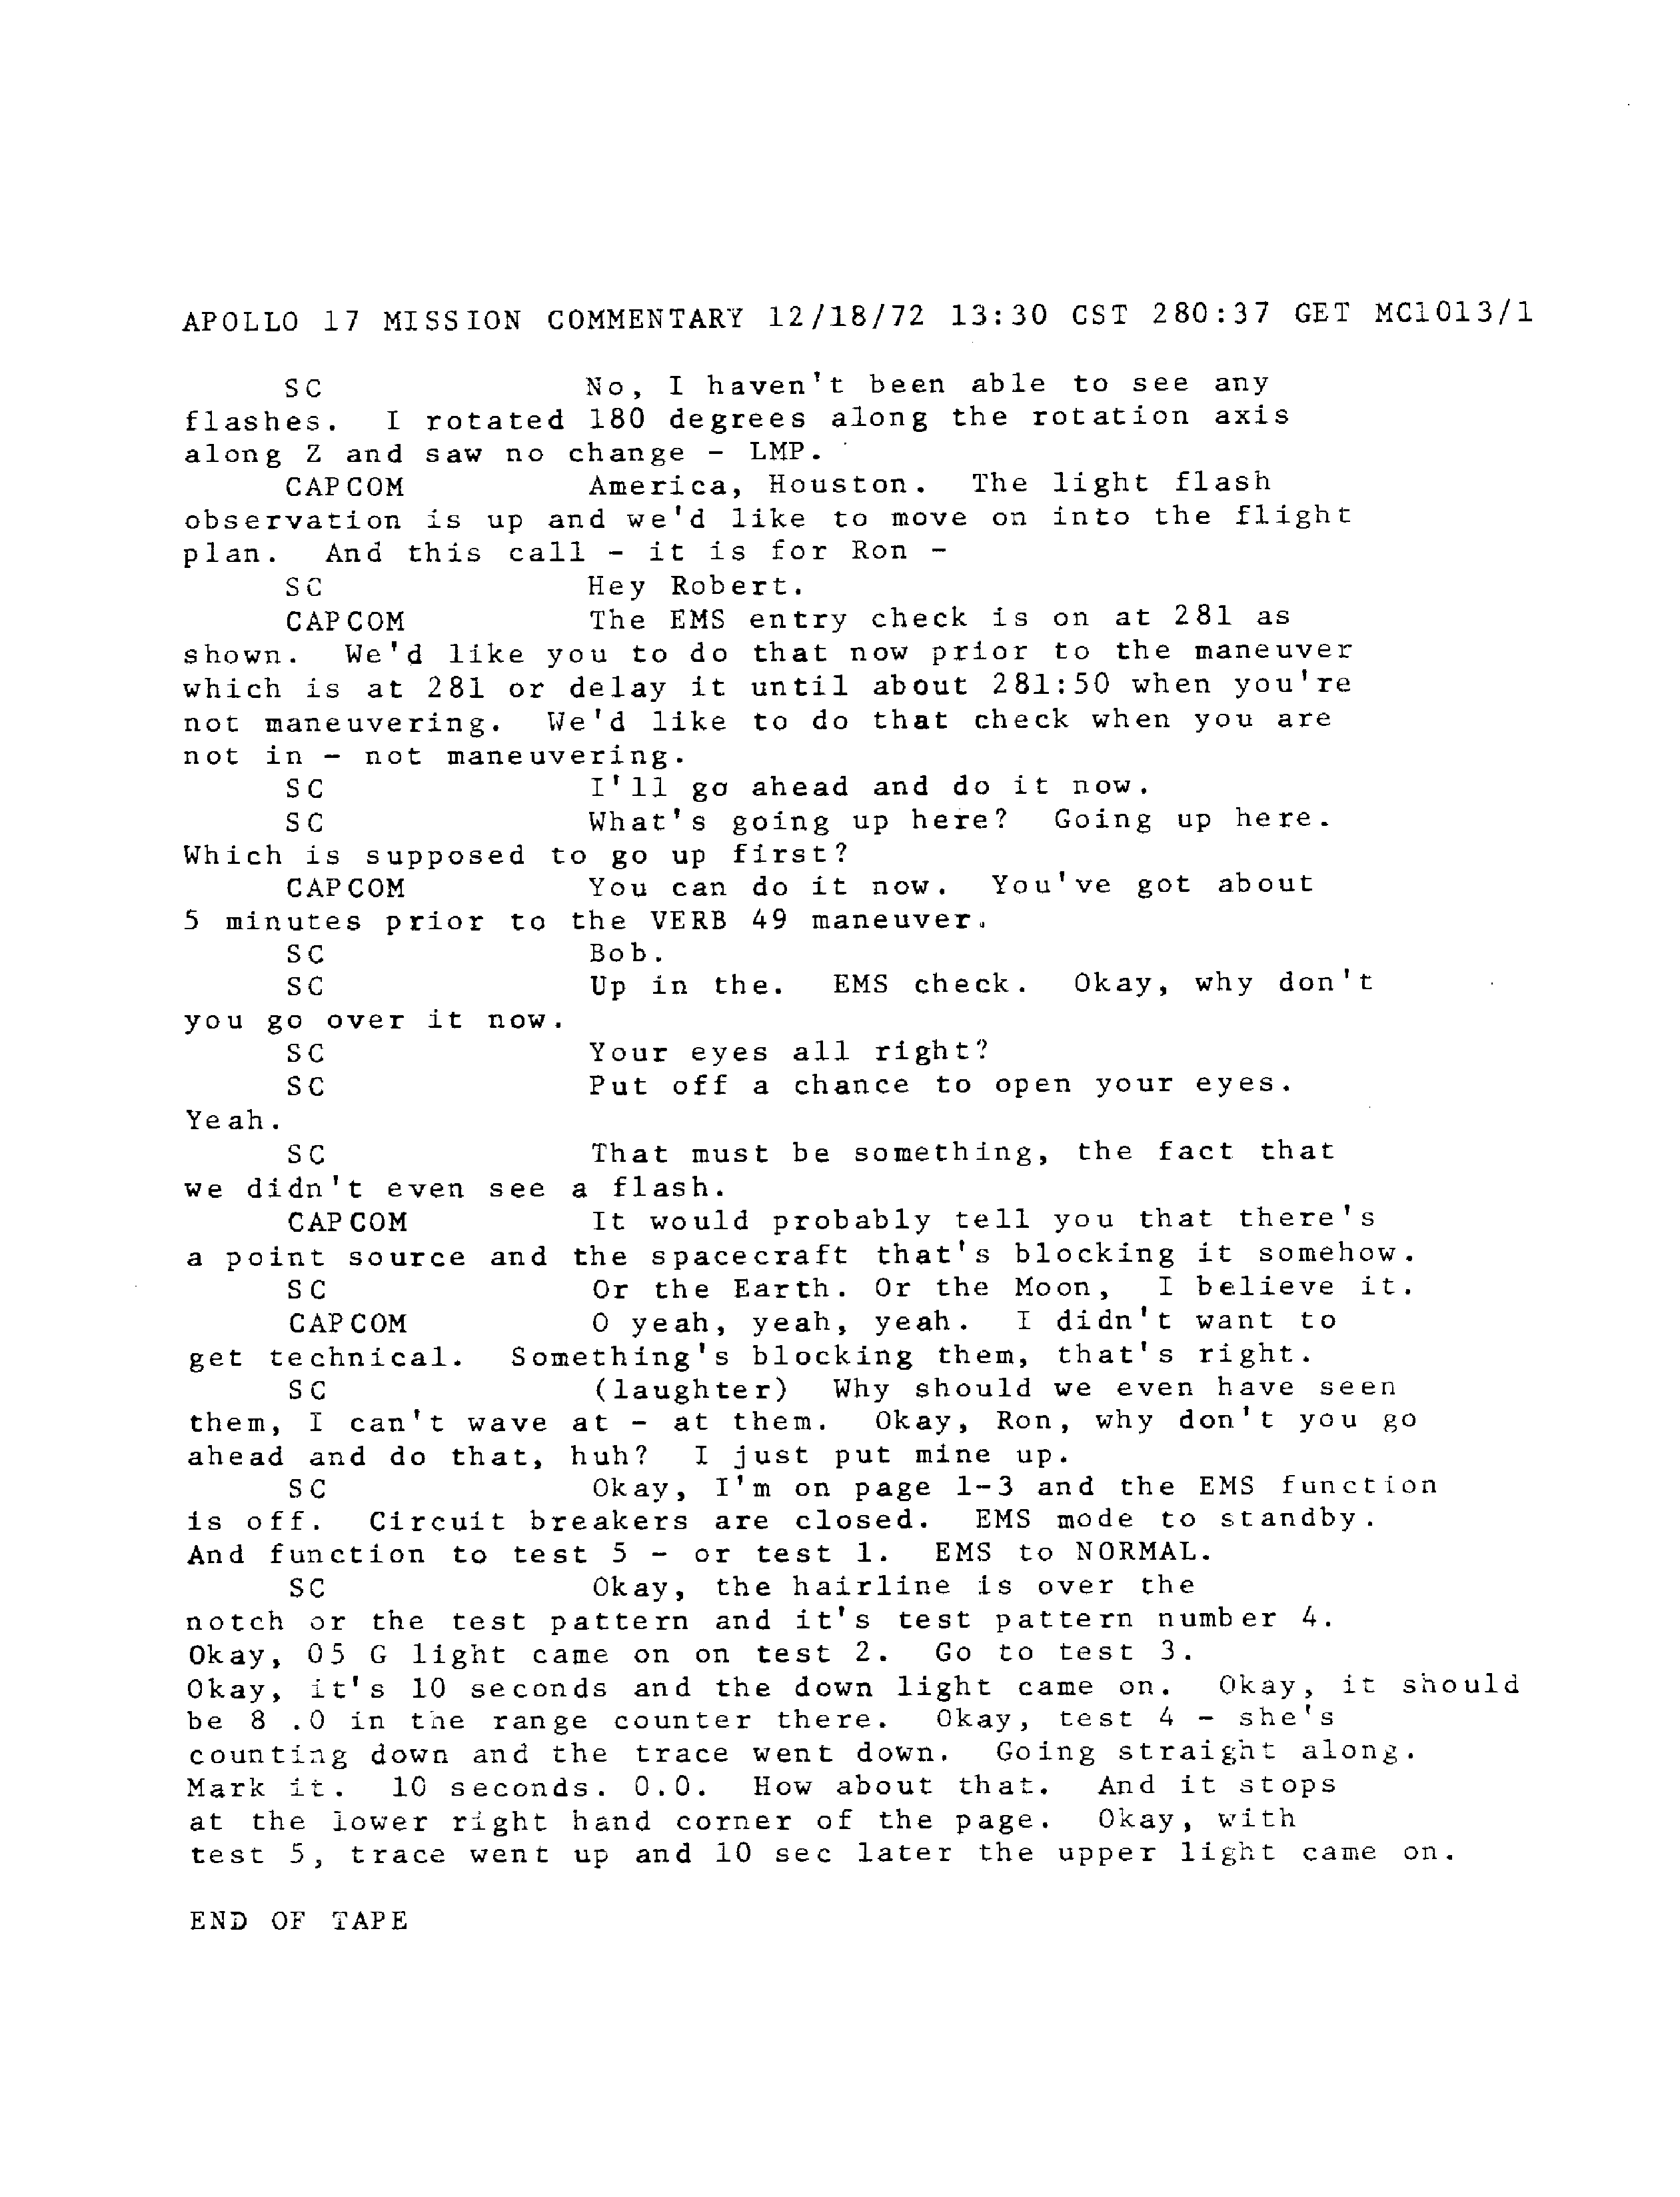 APOLLO 17 MISSION COMMENTARY 12/18/72 13:30 CST 280:37 GET MC1013/1
SC No, I haven't been able to see any
flashes. I rotated 180 degrees along the rotation axis
along Z and saw no change - LMP.
CAPCOM America, Houston. The light flash
observation is up and we'd like to move on into the flight
plan. And this call - it is for Ron -
SC Hey Robert.
CAPCOM The EMS entry check is on at 281 as
shown. We'd like you to do that now prior to the maneuver
which is at 281 or delay it until about 281:50 when you're
not maneuvering. We'd like to do that check when you are
not in - not maneuvering.
SC I'll go ahead and do it now.
SC What's going up here? Going up here.
Which is supposed to go up first?
CAPCOM You can do it now. You've got about
5 minutes prior to the VERB 49 maneuver.
SC Bob.
SC Up in the. EMS check. Okay, why don't
you go over it now.
SC Your eyes all right?
SC Put off a chance to open your eyes.
Yeah.
SC That must be something, the fact that
we didn't even see a flash.
CAPCOM It would probably tell you that there's
a point source and the spacecraft that's blocking it somehow.
SC Or the Earth. Or the Moon, I believe it.
CAPCOM O yeah, yeah, yeah. I didn't want to
get technical. Something's blocking them, that's right.
SC (laughter) Why should we even have seen
them, I can't wave at - at them. Okay, Ron, why don't you go
ahead and do that, huh? I just put mine up.
SC Okay, I'm on page 1-3 and the EMS function
is off. Circuit breakers are closed. EMS mode to standby.
And function to test 5 - or test 1. EMS to NORMAL.
SC Okay, the hairline is over the
notch or the test pattern and it's test pattern number 4.
Okay, 05 G light came on on test 2. Go to test 3.
Okay, it's 10 seconds and the down light came on. Okay, it should
be 8 .0 in the range counter there. Okay, test 4 - she's
counting down and the trace went down. Going straight along.
Mark it. 10 seconds. 0.0. How about that. And it stops
at the lower right hand corner of the page. Okay, with
test 5, trace went up and 10 sec later the upper light came on.
END OF TAPE